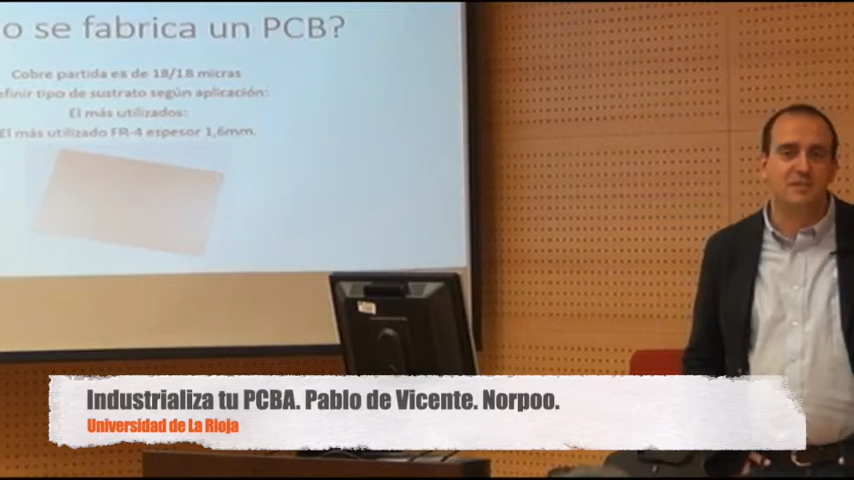 o se fabrica un PCB?
Cobre partida es de 18/18 micras
efinir tipo de sustrato según aplicación:
El más utilizados:
El más utilizado FR-4 espesor 1,6mm.
Industrializa tu PCBA. Pablo de Vicente. Norpoo.
Universidad de La Rioja